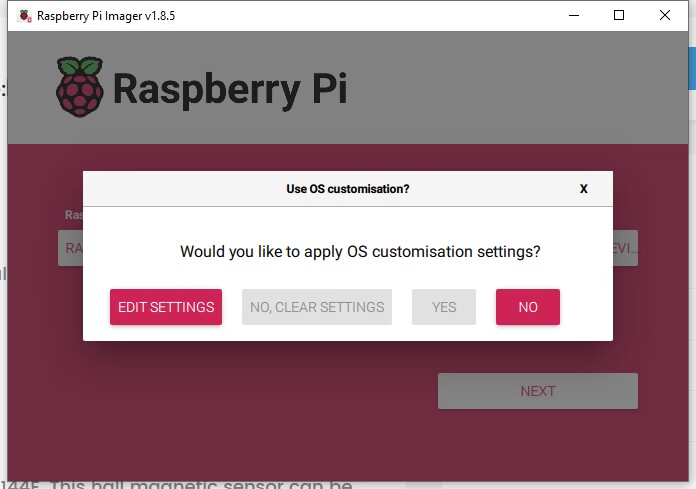 Raspberry Pi Imager v1.8.5
Raspberry Pi
Use OS customisation?
X
Ras
RA
EVI...
Would you like to apply OS customisation settings?
EDIT SETTINGS
NO, CLEAR SETTINGS
YES
NO
NEXT
144E. This hall magnetic sensor can be